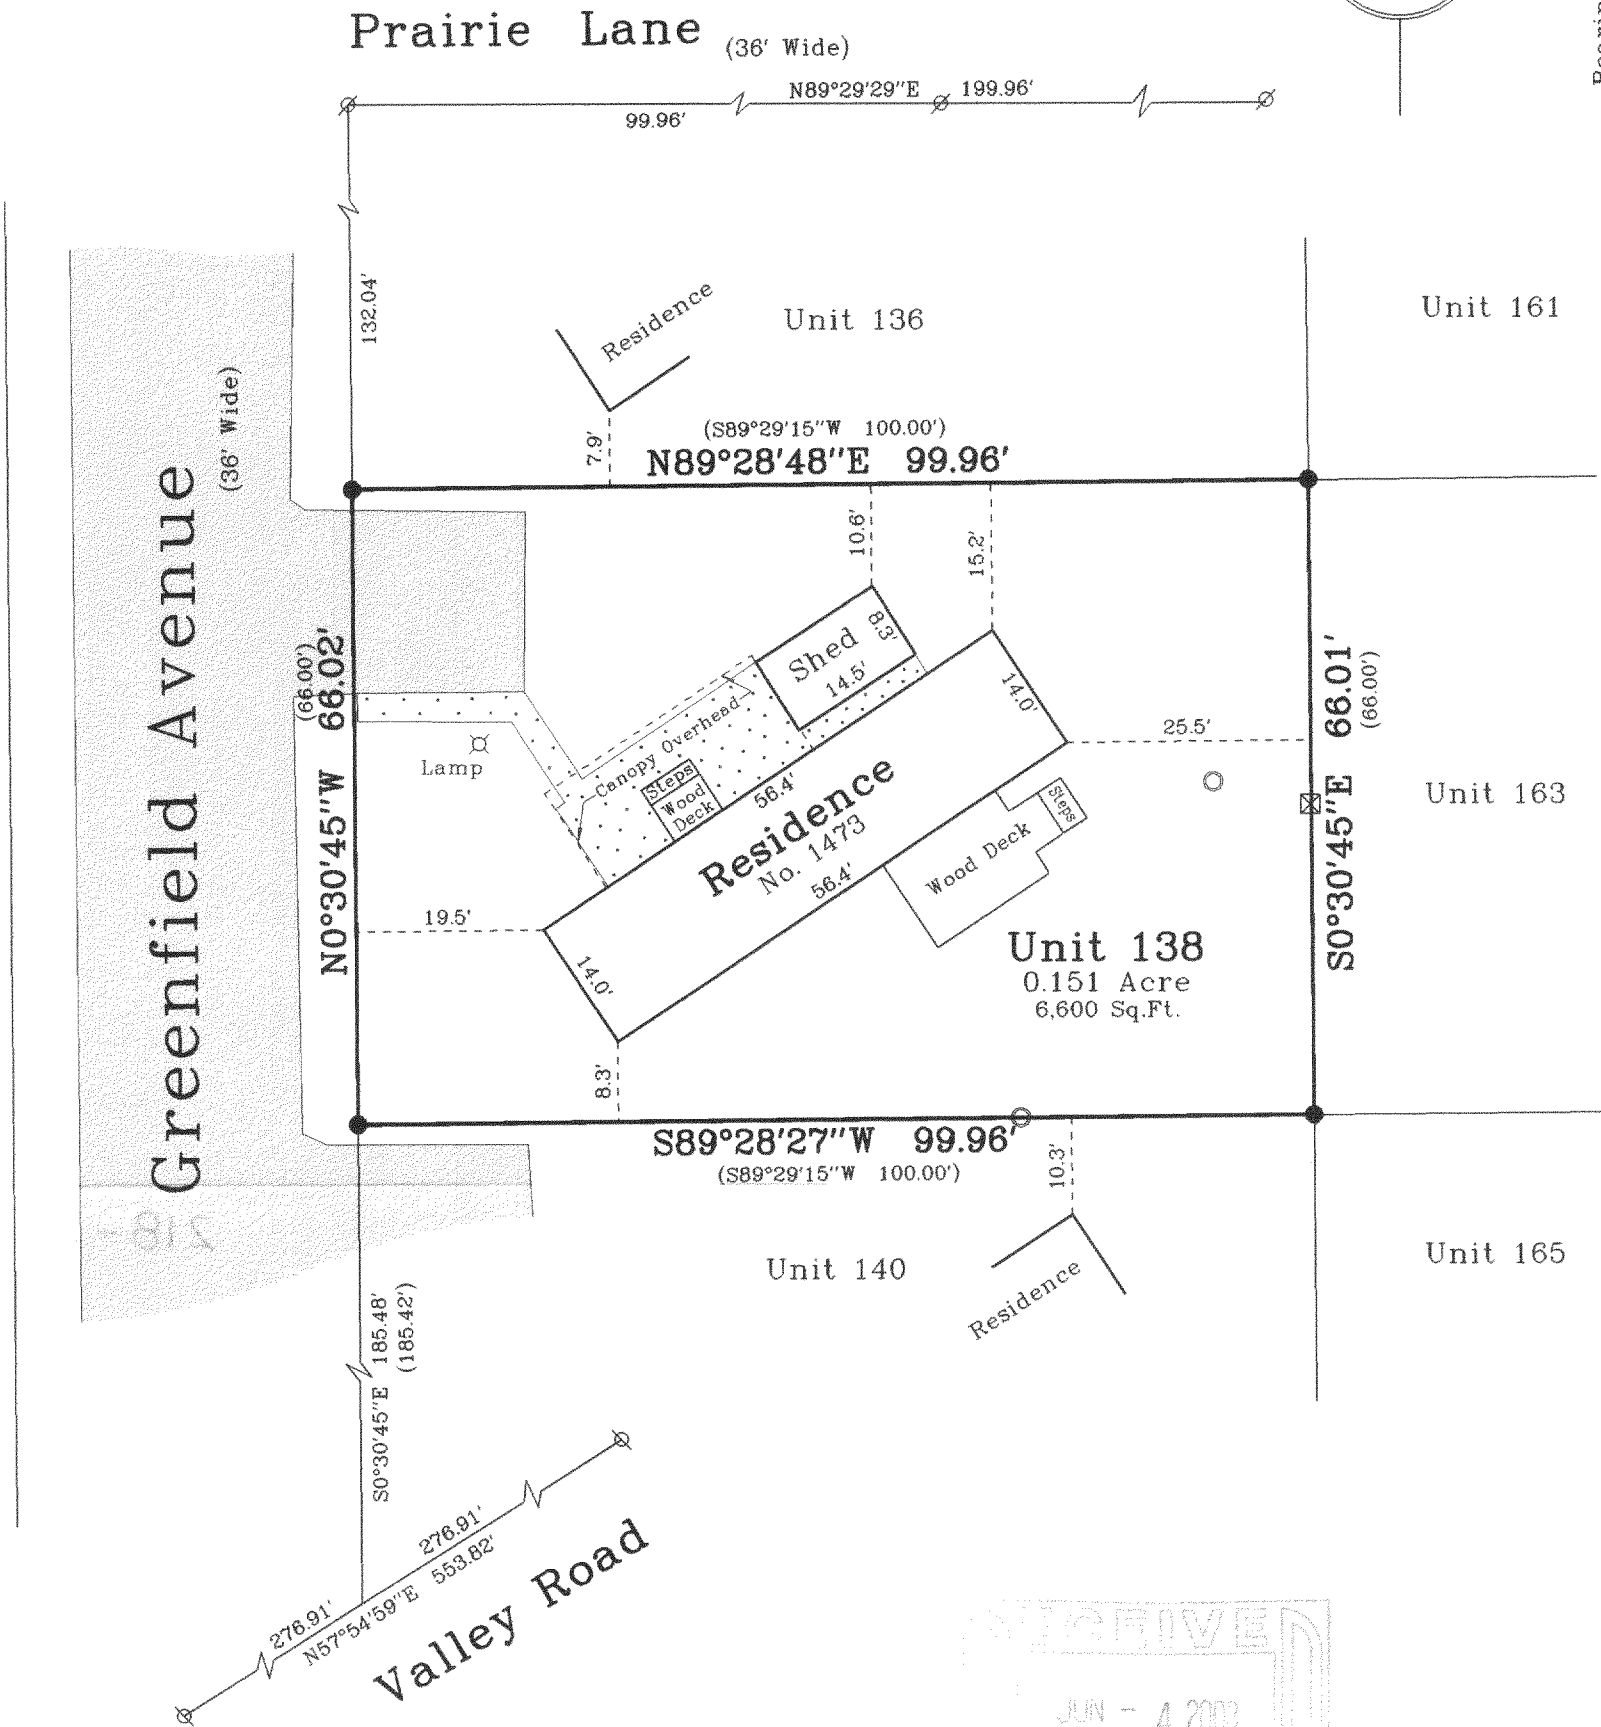 Prairie Lane (36' Wide)
N89°29'29"E 199.96'
99.96'
132.04'
Residence
Unit 136
Unit 161
(36' Wide)
Greenfield Avenue
7.9'
(S89°29'15"W 100.00')
N89°28'48"E 99.96'
10.6'
15.2'
(66.00')
N0°30'45"W 66.02'
Shed
8.3'
14.5'
14.0'
Canopy Overhead
Lamp
Steps
Wood
Deck
56.4'
Residence
No. 1473
56.4'
25.5'
Steps
Wood Deck
S0°30'45"E 66.01'
(66.00')
Unit 163
19.5'
14.0'
Unit 138
0.151 Acre
6,600 Sq.Ft.
8.3'
S89°28'27"W 99.96'
(S89°29'15"W 100.00')
10.3'
218-
Unit 140
Residence
Unit 165
S0°30'45"E 185.48'
(185.42')
276.91'
276.91'
N57°54'59"E 553.82'
Valley Road
JUN - 4 2003